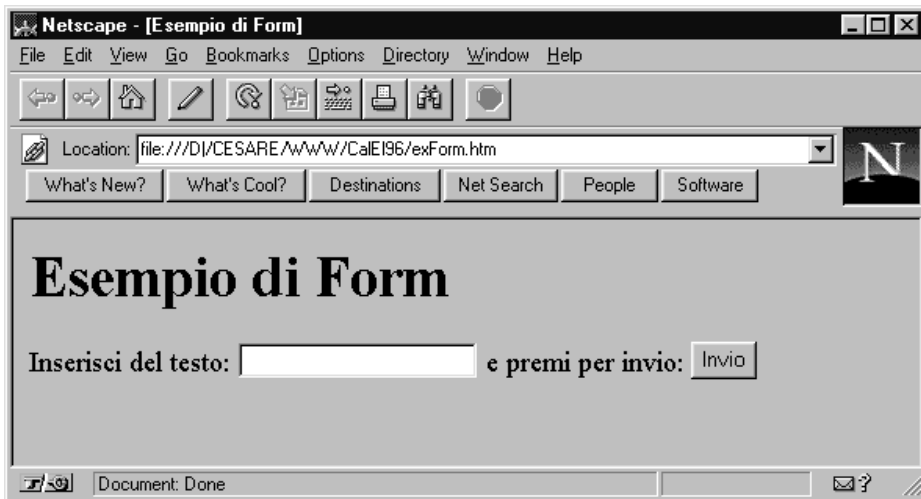 Netscape - [Esempio di Form]
File Edit View Go Bookmarks Options Directory Window Help
Location: file:///D|/CESARE/WWW/CalEl96/exForm.htm
N
What's New? What's Cool? Destinations Net Search People Software
Esempio di Form
Inserisci del testo: e premi per invio: Invio
Document: Done
?